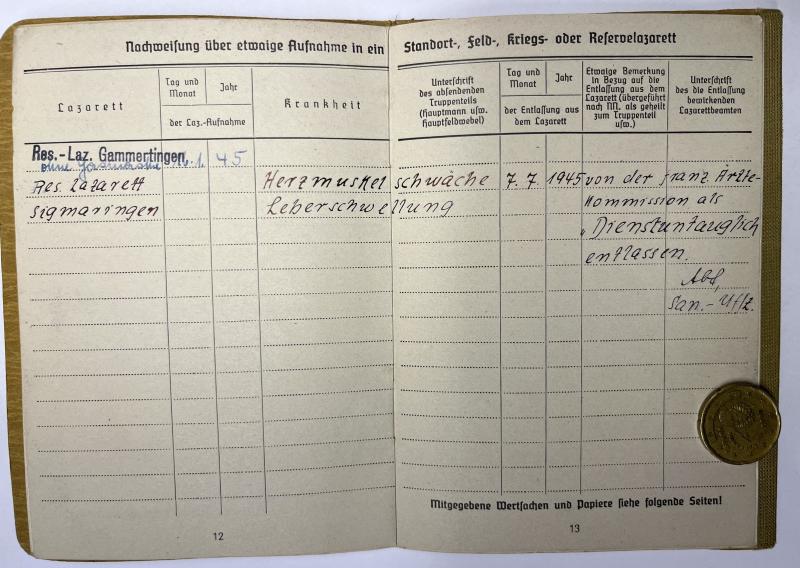 Nachweisung über etwaige Aufnahme in ein Standort-, Feld-, Kriegs- oder Reservelazarett
Lazarett
Tag und Monat
Jahr
der Laz.-Aufnahme
Krankheit
Unterschrift
des absendenden
Truppenteils
(Hauptmann usw.
Hauptfeldwebel)
Tag und Monat
Jahr
der Entlassung aus
dem Lazarett
Etwaige Bemerkung
in Bezug auf die
Entlassung aus dem
Lazarett (übergeführt
nach NN. als geheilt
zum Truppenteil
usw.)
Unterschrift
des die Entlassung
bewirkenden
Lazarettbeamten
Res.-Laz. Gammertingen,
ohne 1. 45
Res. Lazarett Herzmuskelschwäche 7. 7. 1945 von der franz. Ärzte-
Sigmaringen Leberschwellung Kommission als
"Dienstuntauglich
entlassen.
San.-Uffz.
Mitgegebene Wertsachen und Papiere siehe folgende Seiten!
12
13